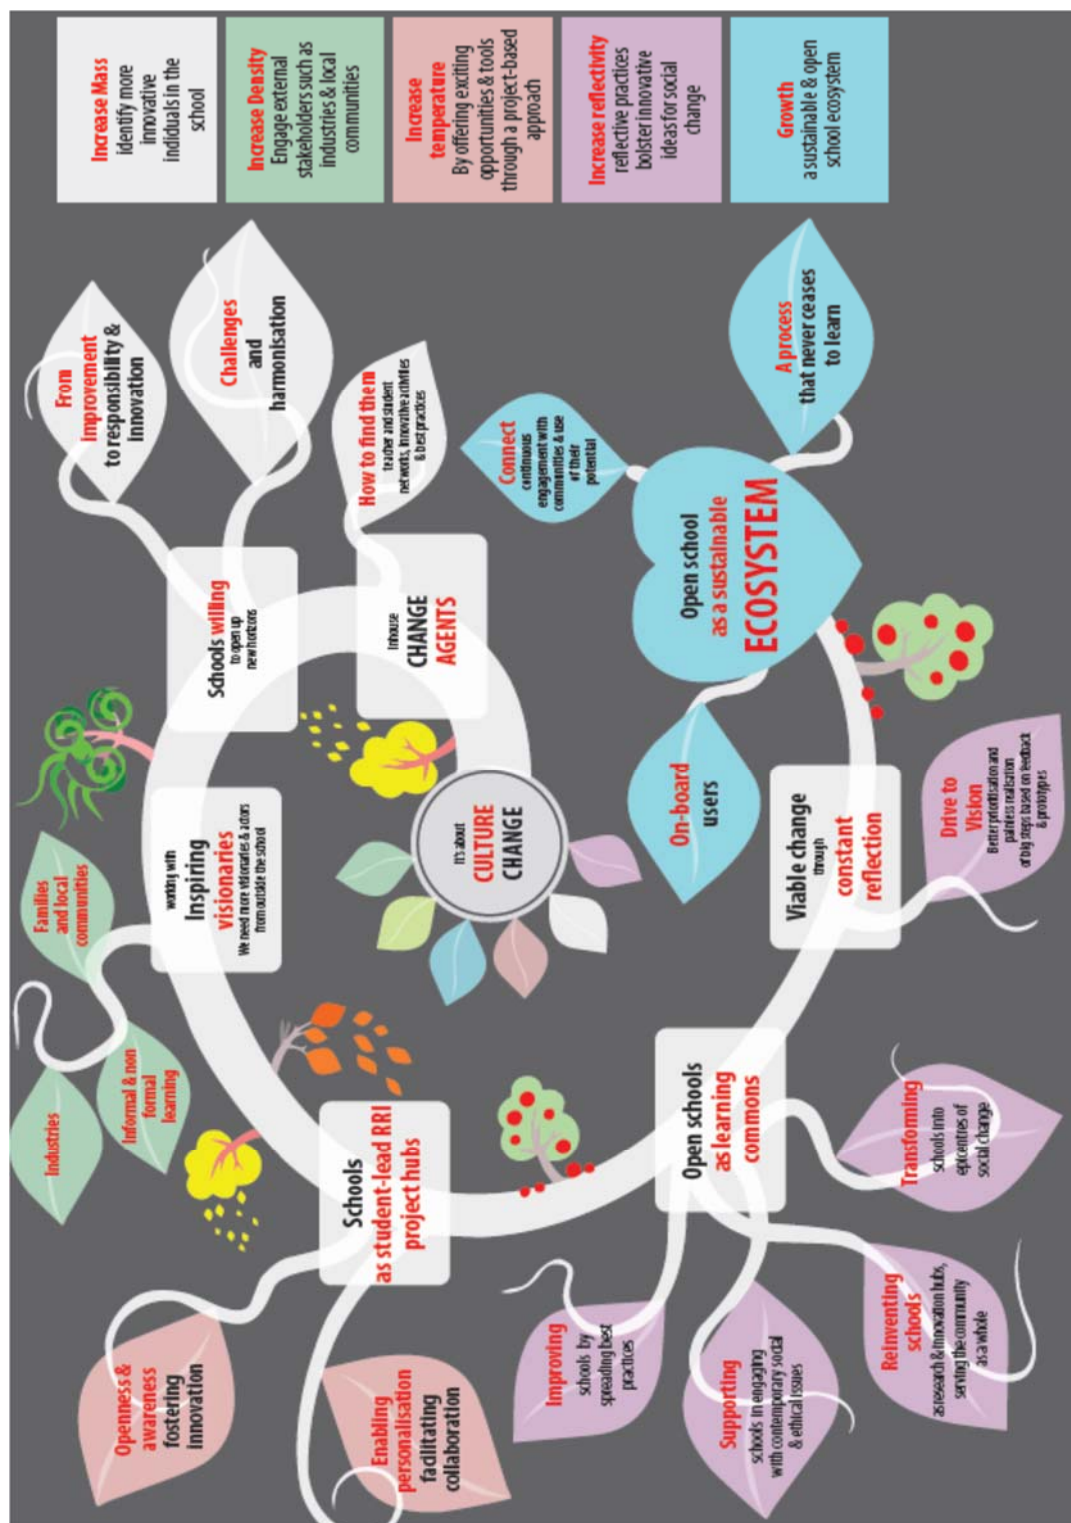 It's about
CULTURE
CHANGE
Inhouse
CHANGE
AGENTS
How to find them
teacher and student
networks, innovative activities
& best practices
Schools willing
to open up
new horizons
From
Improvement
to responsibility &
Innovation
Challenges
and
harmonisation
working with
Inspiring
visionaries
We need more visionaries & actors
from outside the school
Families
and local
communities
Informal & non
formal
learning
Industries
Schools
as student-lead RRI
project hubs
Openness &
awareness
fostering
innovation
Enabling
personalisation
facilitating
collaboration
Open schools
as learning
commons
Improving
schools by
spreading best
practices
Supporting
schools in engaging
with contemporary social
& ethical issues
Reinventing
schools
as research & innovation hubs,
serving the community
as a whole
Transforming
schools into
epicentres of
social change
Viable change
through
constant
reflection
Drive to
Vision
Better prioritisation and
painless realisation
of big steps based on feedback
& prototypes
Open school
as a sustainable
ECOSYSTEM
On-board
users
Connect
continuous
engagement with
communities & use
of their
potential
A process
that never ceases
to learn
Increase Mass
identify more
innovative
indiduals in the
school
Increase Density
Engage external
stakeholders such as
industries & local
communities
Increase
temperature
By offering exciting
opportunities & tools
through a project-based
approach
Increase reflectivity
reflective practices
bolster innovative
ideas for social
change
Growth
a sustainable & open
school ecosystem